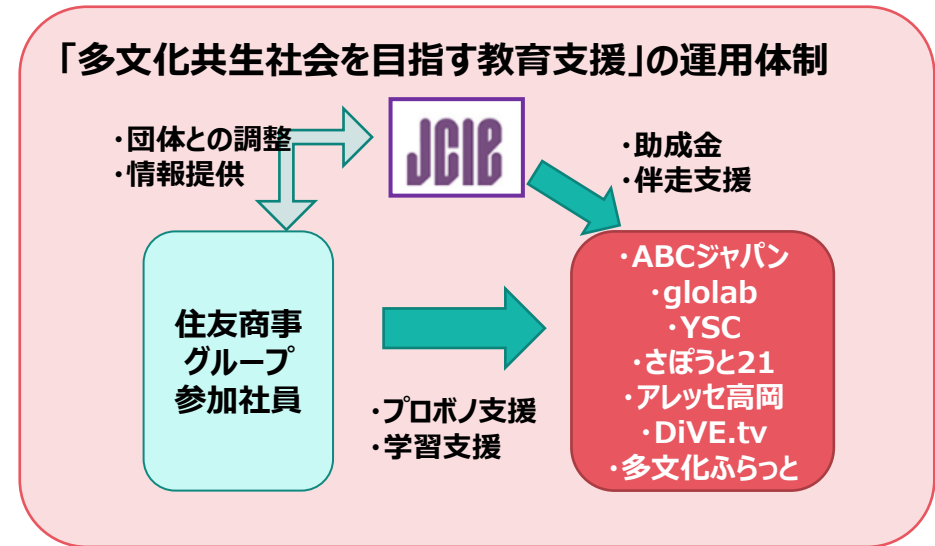 「多文化共生社会を目指す教育支援」の運用体制
・団体との調整
・情報提供
JCIE
・助成金
・伴走支援
住友商事
グループ
参加社員
・プロボノ支援
・学習支援
・ABCジャパン
・glolab
・YSC
・さぽうと21
・アレッセ高岡
・DiVE.tv
・多文化ふらっと